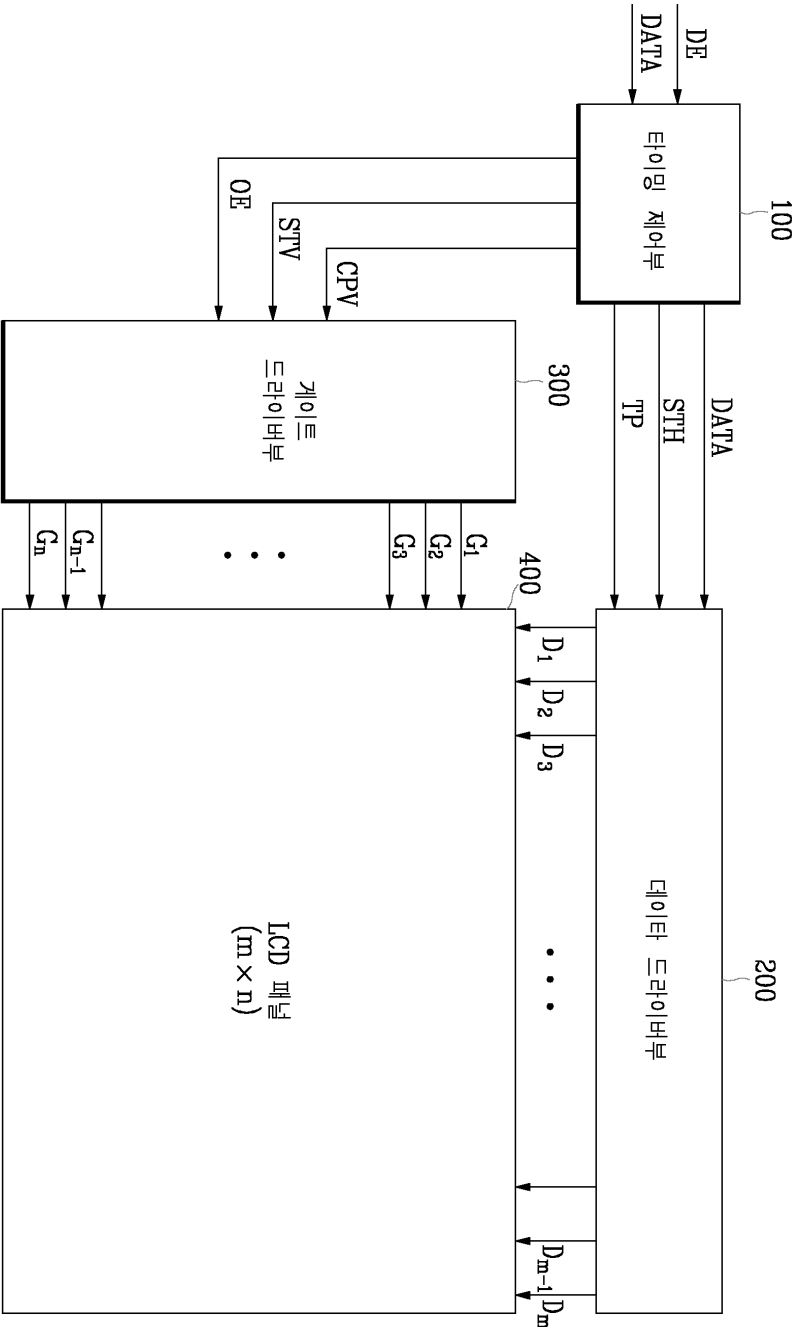 100
DE
DATA
타이밍 제어부
DATA
STH
TP
200
데이타 드라이버부
CPV
STV
OE
300
게이트
드라이버부
D1
D2
D3
• • •
Dm-1
Dm
400
G1
G2
G3
• • •
Gn-1
Gn
LCD 패널
(m×n)